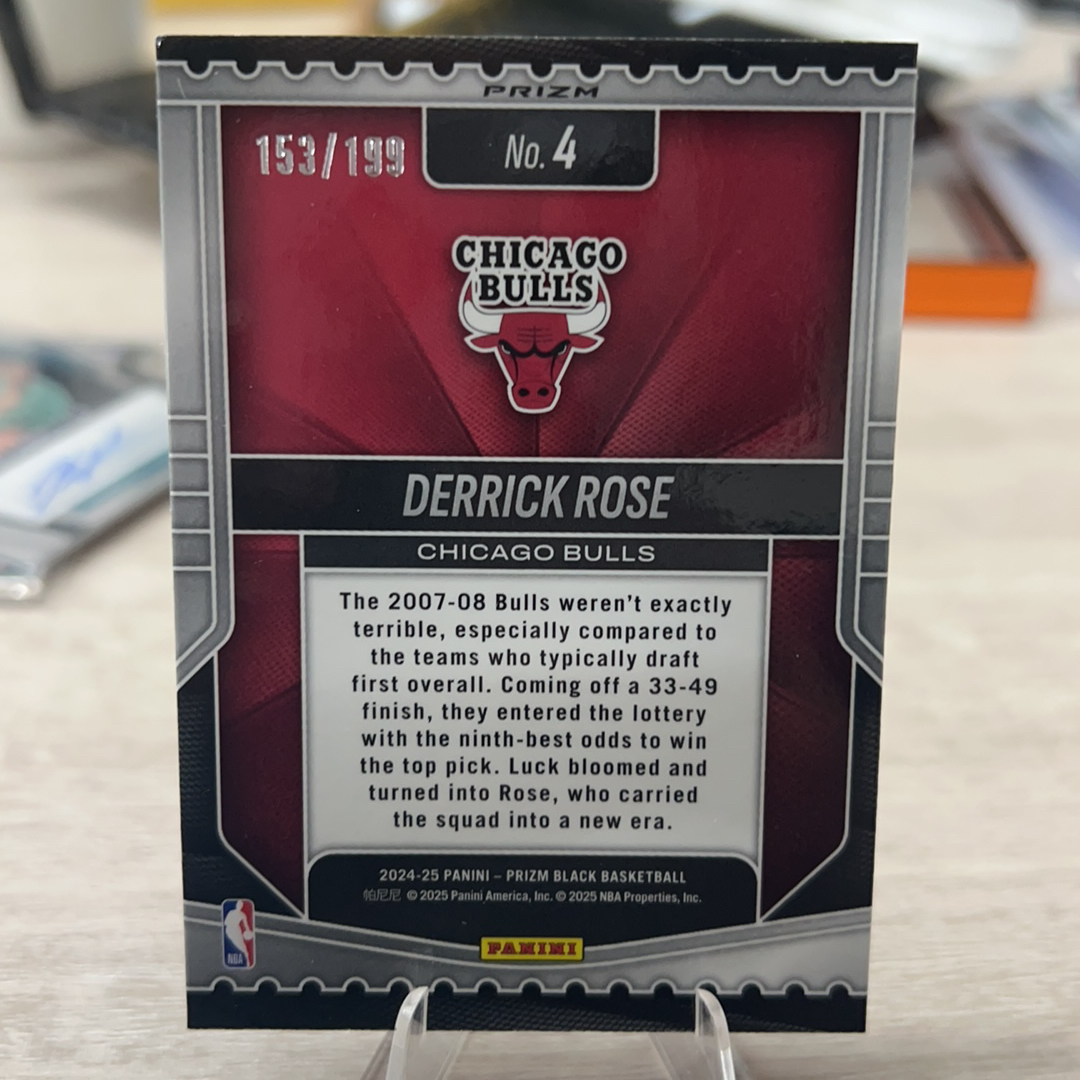 PRIZM
153/199
No. 4
CHICAGO
BULLS
DERRICK ROSE
CHICAGO BULLS
The 2007-08 Bulls weren't exactly
terrible, especially compared to
the teams who typically draft
first overall. Coming off a 33-49
finish, they entered the lottery
with the ninth-best odds to win
the top pick. Luck bloomed and
turned into Rose, who carried
the squad into a new era.
2024-25 PANINI – PRIZM BLACK BASKETBALL
帕尼尼 © 2025 Panini America, Inc. © 2025 NBA Properties, Inc.
NBA
PANINI